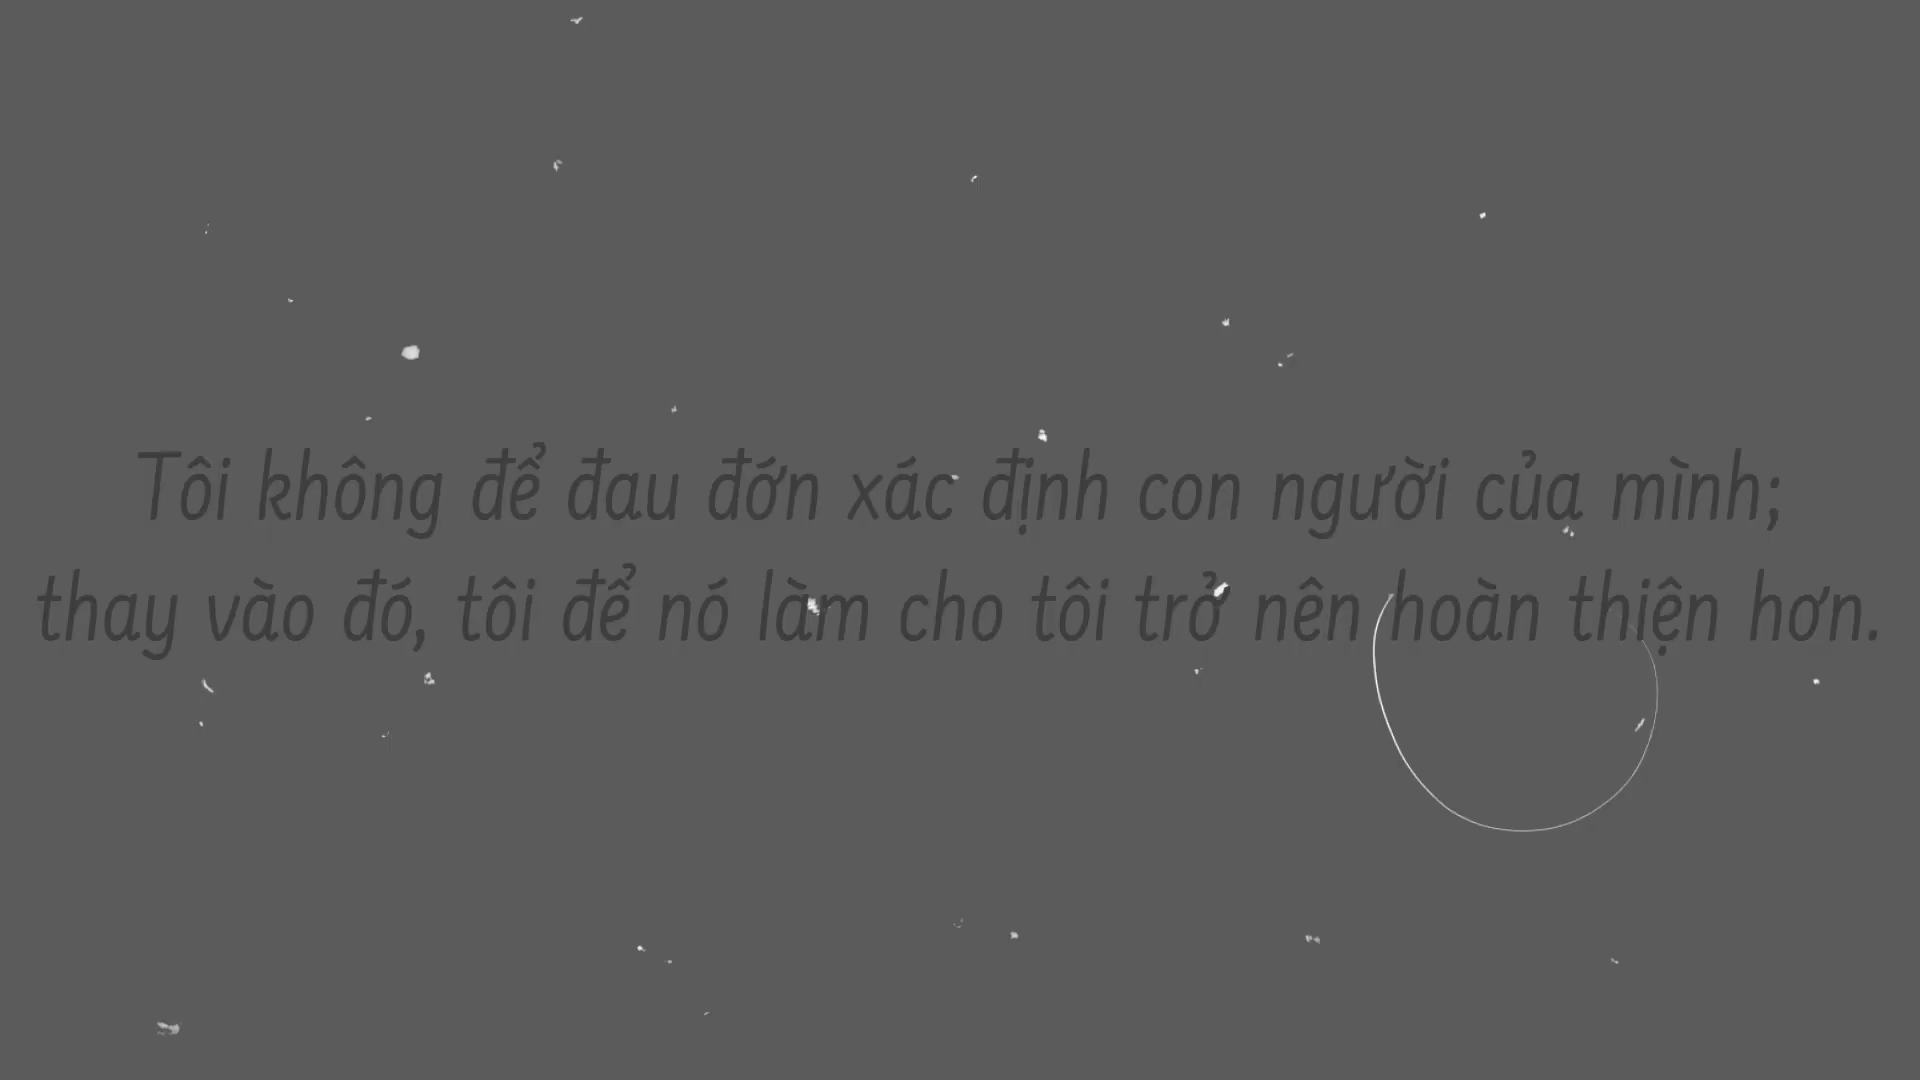 Tôi không để đau đớn xác định con người của mình;
thay vào đó, tôi để nó làm cho tôi trở nên hoàn thiện hơn.